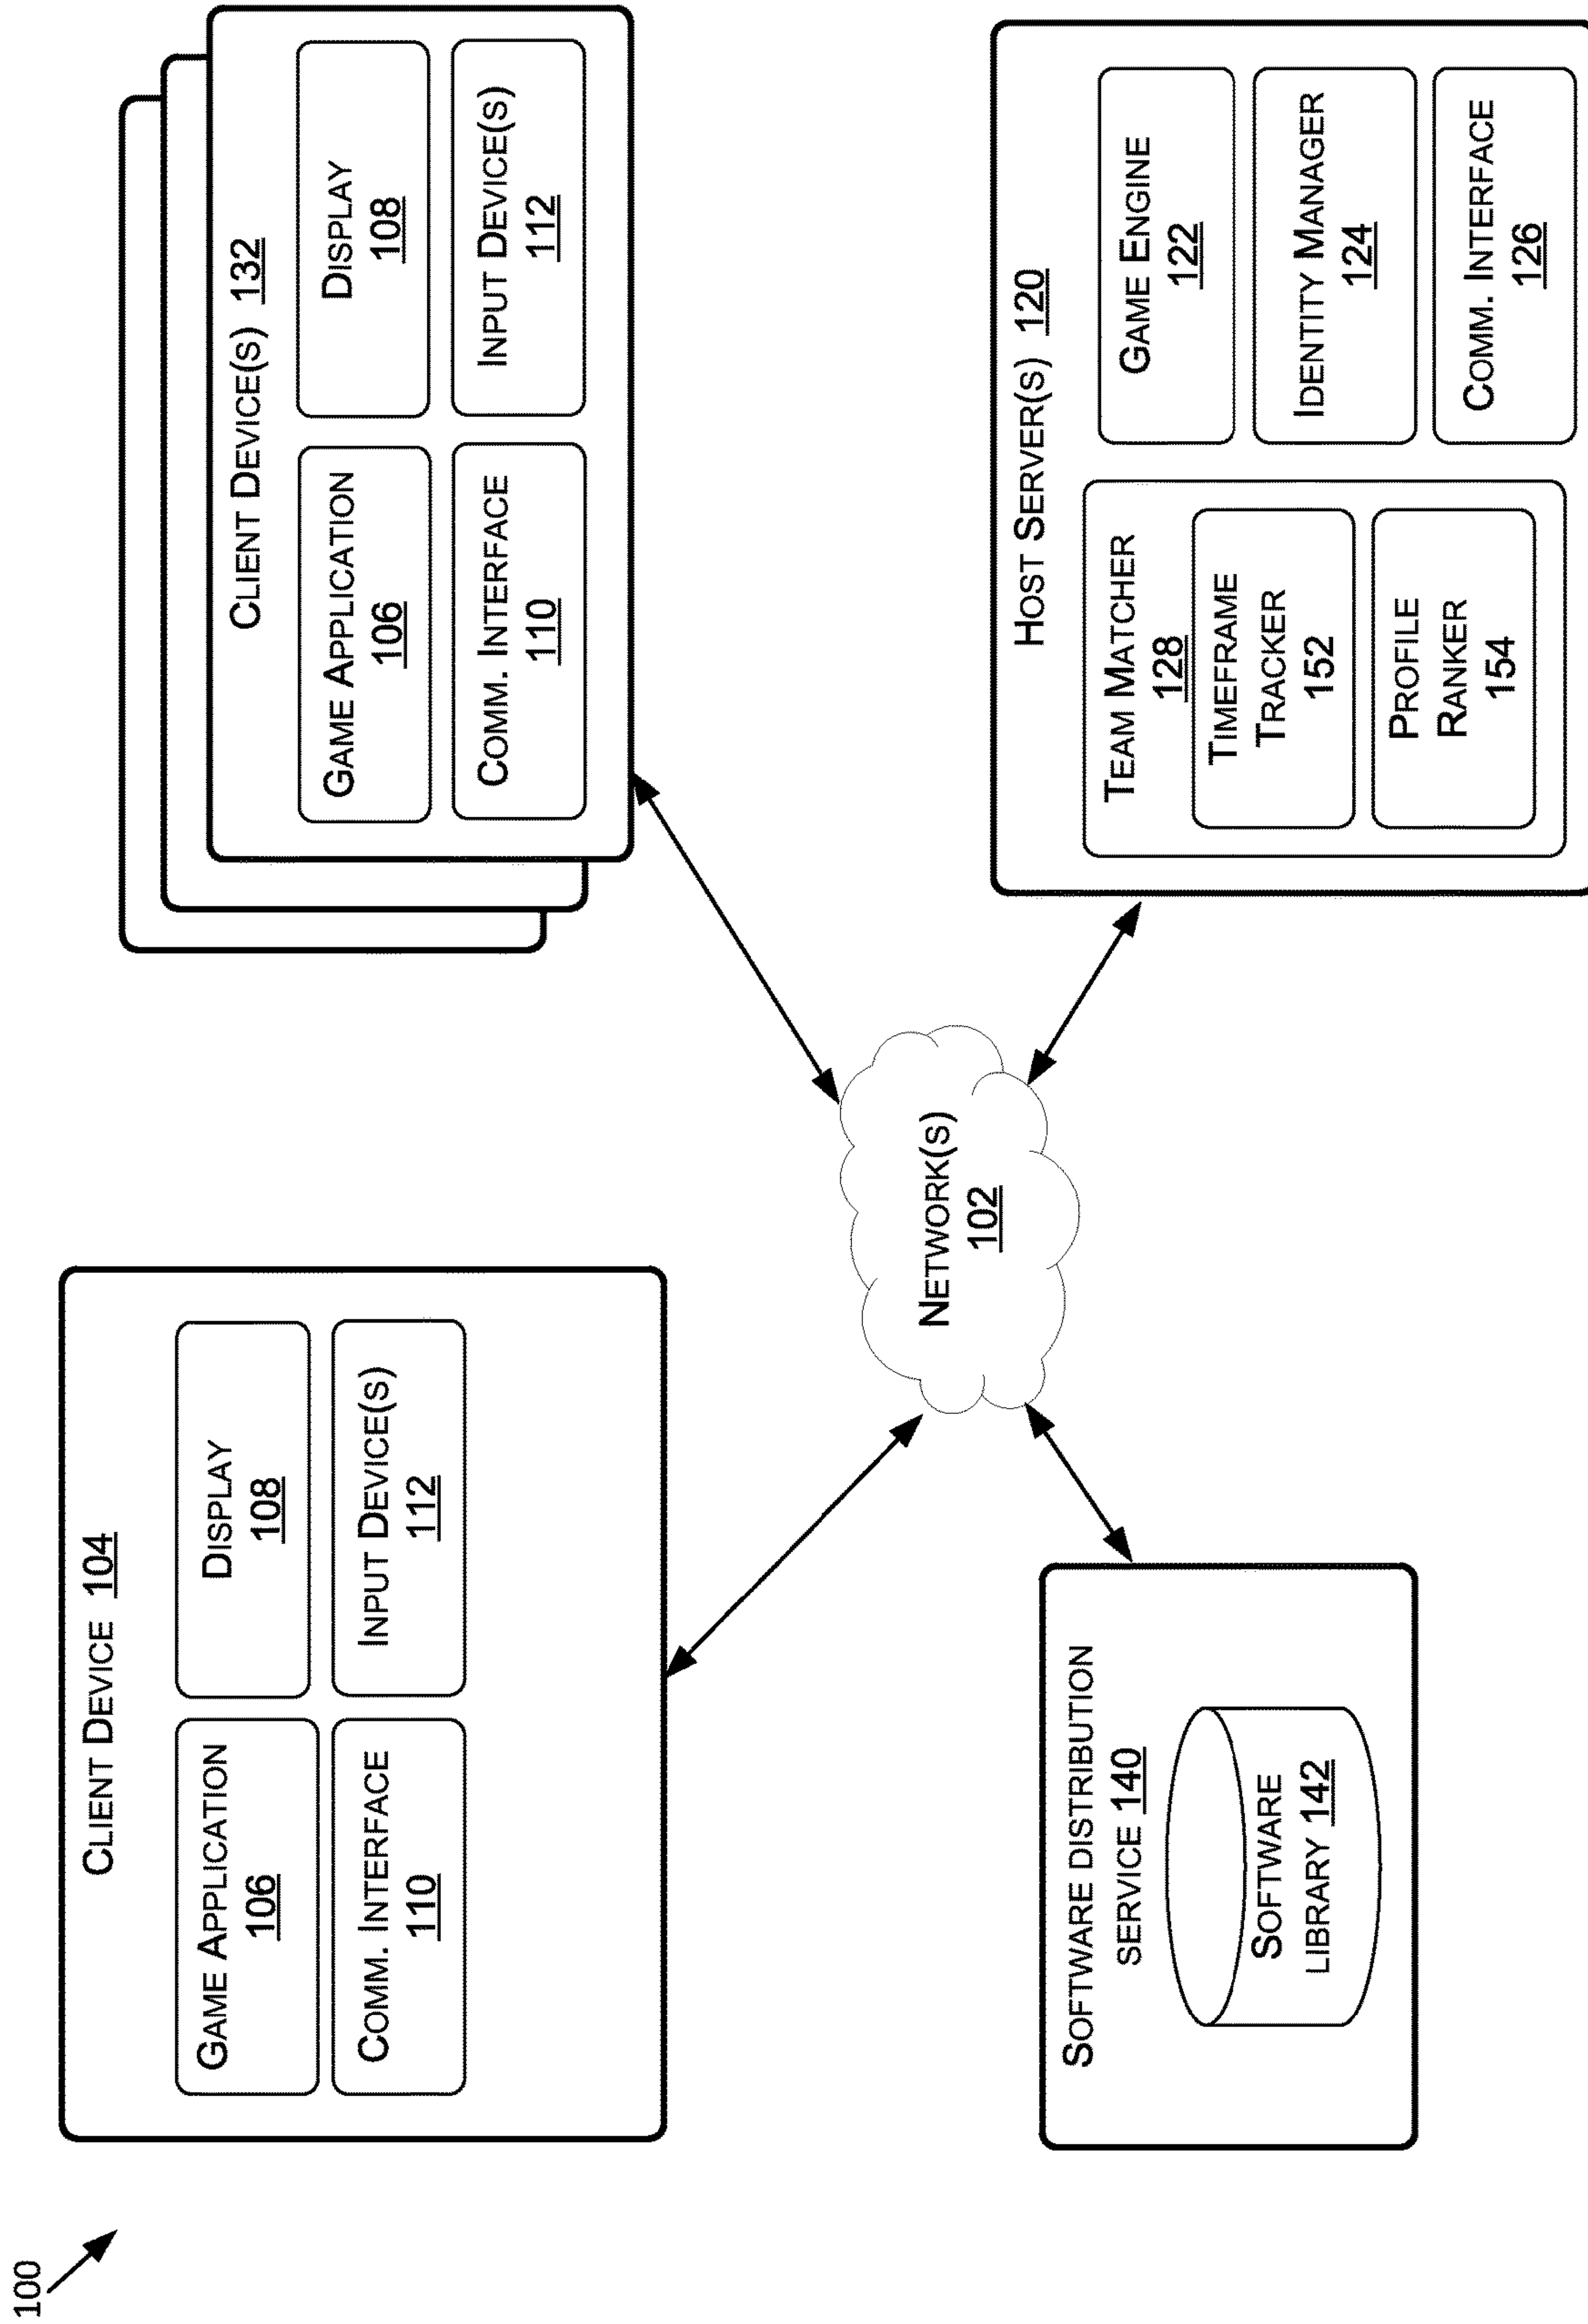 100
CLIENT DEVICE 104
GAME APPLICATION
106
DISPLAY
108
COMM. INTERFACE
110
INPUT DEVICE(S)
112
CLIENT DEVICE(S) 132
GAME APPLICATION
106
DISPLAY
108
COMM. INTERFACE
110
INPUT DEVICE(S)
112
NETWORK(S)
102
SOFTWARE DISTRIBUTION
SERVICE 140
SOFTWARE
LIBRARY 142
HOST SERVER(S) 120
TEAM MATCHER
128
TIMEFRAME
TRACKER
152
PROFILE
RANKER
154
GAME ENGINE
122
IDENTITY MANAGER
124
COMM. INTERFACE
126